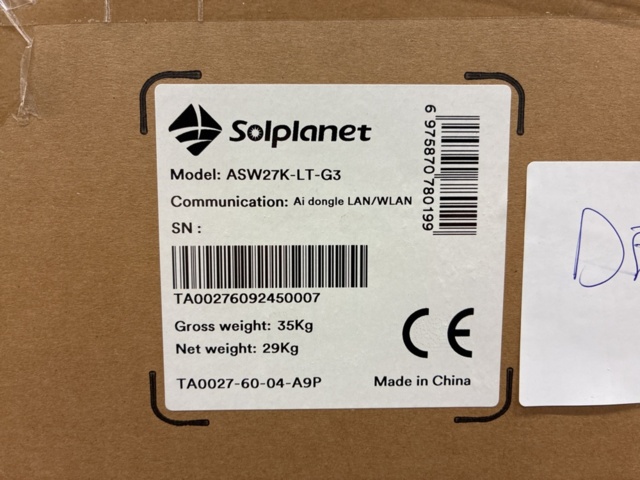 Solplanet
Model: ASW27K-LT-G3
Communication: Ai dongle LAN/WLAN
SN :
TA00276092450007
Gross weight: 35Kg
Net weight: 29Kg
TA0027-60-04-A9P
Made in China
CE
6 975870 780199